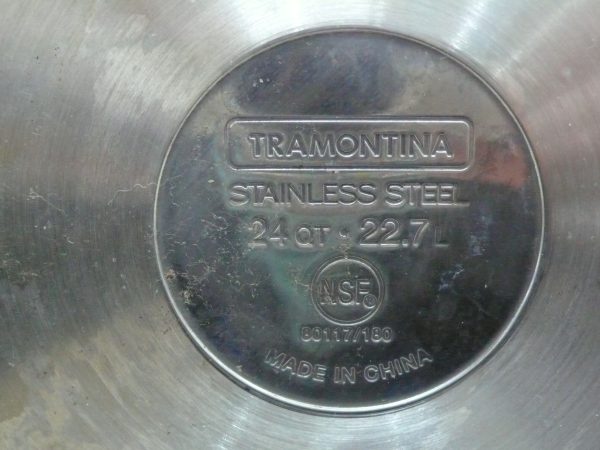 TRAMONTINA
STAINLESS STEEL
24 QT • 22.7 L
NSF®
80117/180
MADE IN CHINA